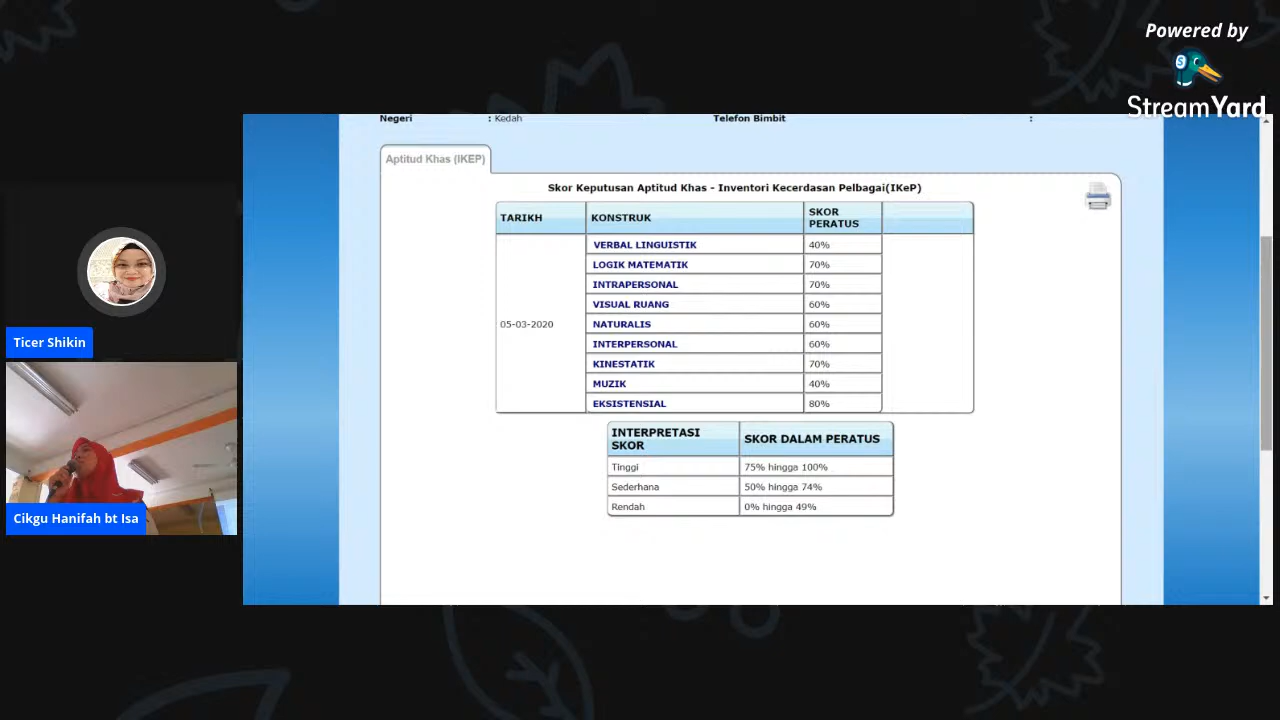 Powered by
StreamYard
Negeri : Kedah Telefon Bimbit :
Aptitud Khas (IKEP)
Skor Keputusan Aptitud Khas - Inventori Kecerdasan Pelbagai(IKeP)
TARIKH KONSTRUK SKOR PERATUS
VERBAL LINGUISTIK 40%
LOGIK MATEMATIK 70%
INTRAPERSONAL 70%
VISUAL RUANG 60%
05-03-2020 NATURALIS 60%
INTERPERSONAL 60%
KINESTATIK 70%
MUZIK 40%
EKSISTENSIAL 80%
INTERPRETASI SKOR SKOR DALAM PERATUS
Tinggi 75% hingga 100%
Sederhana 50% hingga 74%
Rendah 0% hingga 49%
Ticer Shikin
Cikgu Hanifah bt Isa